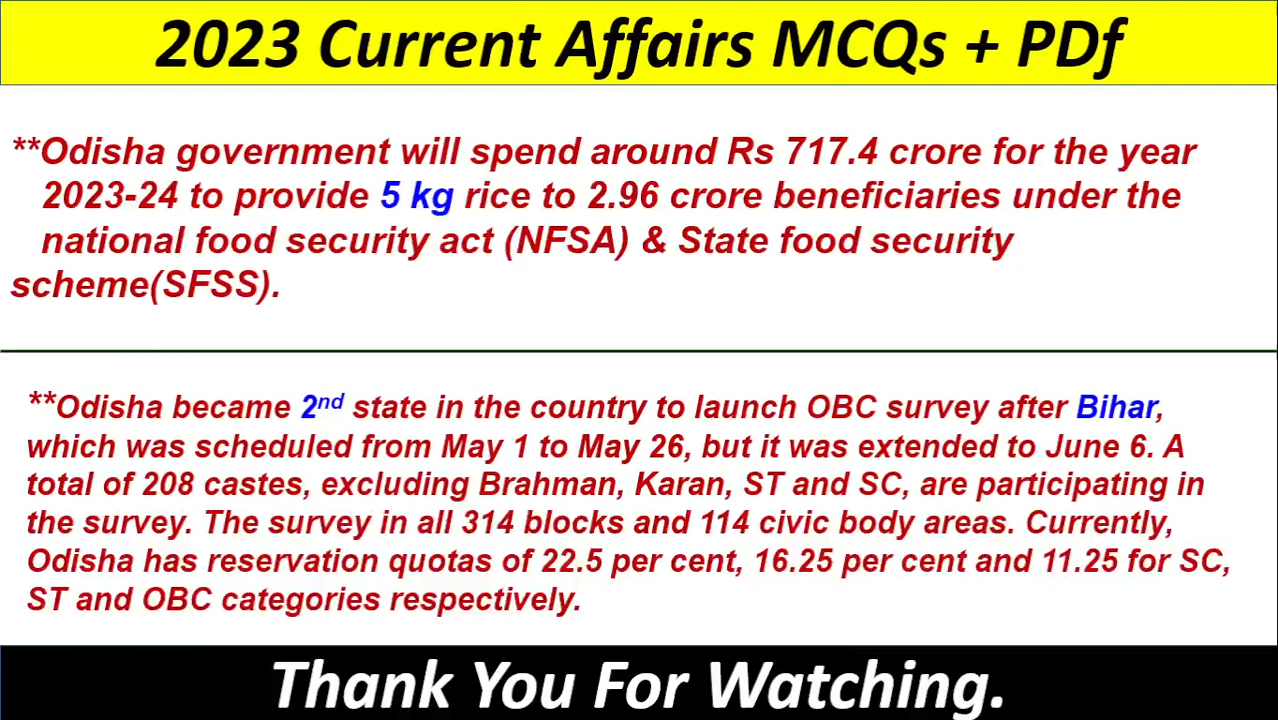 2023 Current Affairs MCQs + PDf
**Odisha government will spend around Rs 717.4 crore for the year
2023-24 to provide 5 kg rice to 2.96 crore beneficiaries under the
national food security act (NFSA) & State food security
scheme(SFSS).
**Odisha became 2nd state in the country to launch OBC survey after Bihar,
which was scheduled from May 1 to May 26, but it was extended to June 6. A
total of 208 castes, excluding Brahman, Karan, ST and SC, are participating in
the survey. The survey in all 314 blocks and 114 civic body areas. Currently,
Odisha has reservation quotas of 22.5 per cent, 16.25 per cent and 11.25 for SC,
ST and OBC categories respectively.
Thank You For Watching.